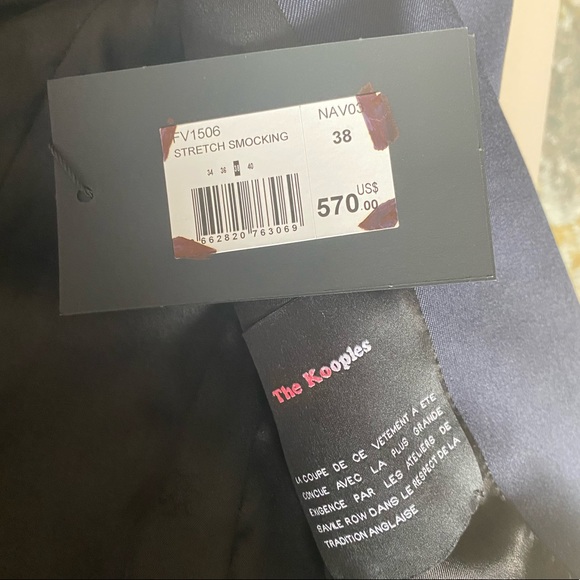 FV1506
STRETCH SMOCKING
NAV03
38
34 36 38 40
662820 763069
US$
570.00
The Kooples
LA COUPE DE CE VETEMENT A ETE
CONCUE AVEC LA PLUS GRANDE
EXIGENCE PAR LES ATELIERS DE
SAVILE ROW DANS LE RESPECT DE LA
TRADITION ANGLAISE